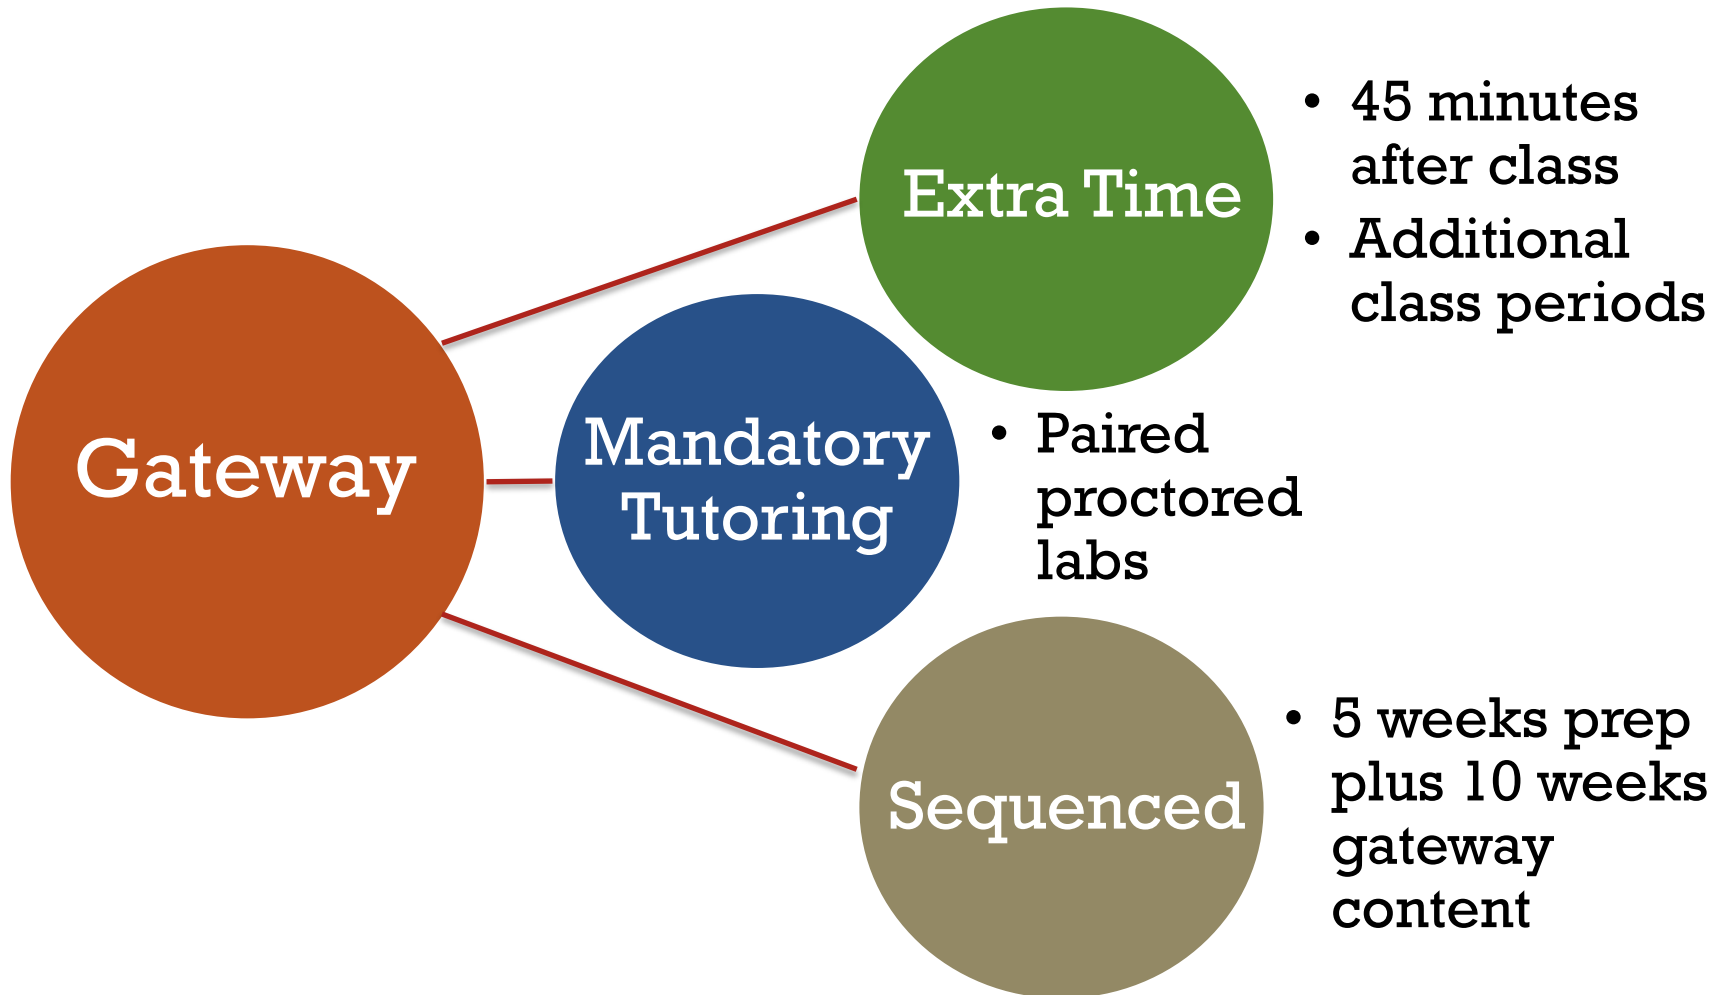 Gateway
Extra Time
• 45 minutes
after class
• Additional
class periods
Mandatory
Tutoring
• Paired
proctored
labs
Sequenced
• 5 weeks prep
plus 10 weeks
gateway
content